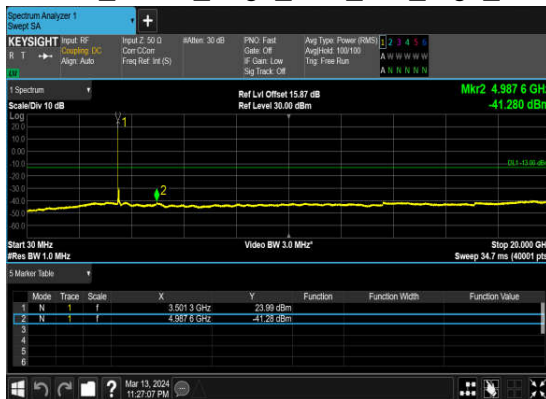 Spectrum Analyzer 1
Swept SA
+
KEYSIGHT Input: RF Input Z: 50 Ω #Atten: 30 dB PNO: Fast Avg Type: Power (RMS) 1 2 3 4 5 6
R T Coupling: DC Corr CCorr Gate: Off Avg|Hold: 100/100 A W W W W W
Align: Auto Freq Ref: Int (S) IF Gain: Low Trig: Free Run
LXI Sig Track: Off A N N N N N
1 Spectrum Ref Lvl Offset 15.87 dB Mkr2 4.987 6 GHz
Scale/Div 10 dB Ref Level 30.00 dBm -41.280 dBm
Log
20.0
10.0
0.00
-10.0
-20.0
-30.0
-40.0
-50.0
-60.0
1
2
DL1 -13.00 dBm
Start 30 MHz Video BW 3.0 MHz* Stop 20.000 GH
#Res BW 1.0 MHz Sweep 34.7 ms (40001 pts
5 Marker Table
Mode Trace Scale X Y Function Function Width Function Value
1 N 1 f 3.501 3 GHz 23.99 dBm
2 N 1 f 4.987 6 GHz -41.28 dBm
3
4
5
6
? Mar 13, 2024
11:27:07 PM